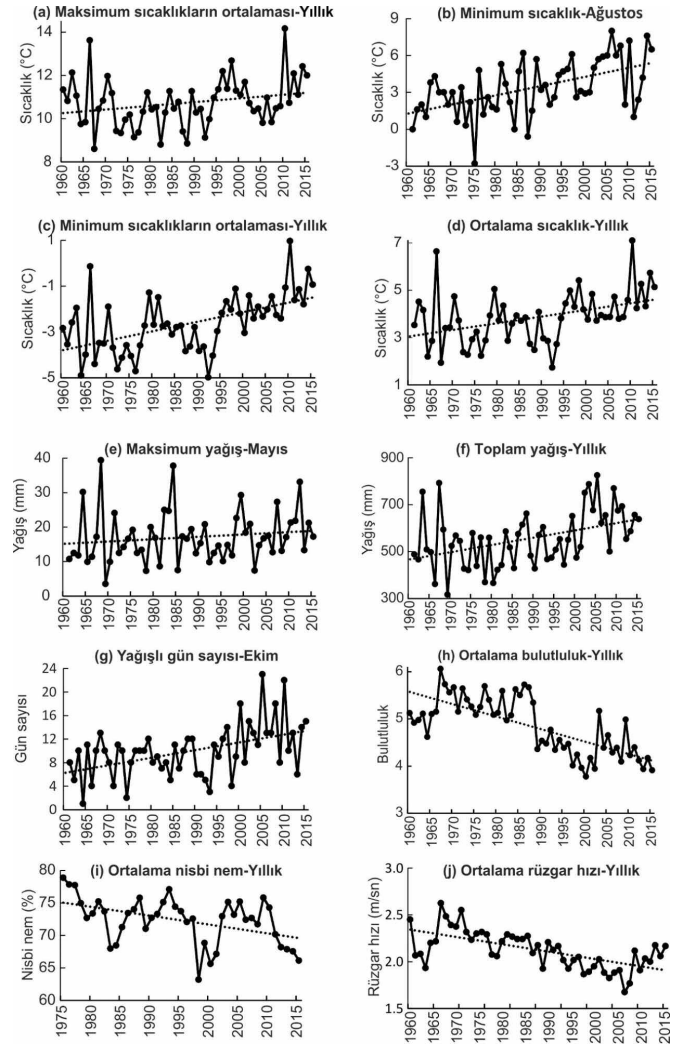 (a) Maksimum sıcaklıkların ortalaması-Yıllık
Sıcaklık (°C)
14
12
10
8
1960 1965 1970 1975 1980 1985 1990 1995 2000 2005 2010 2015
(b) Minimum sıcaklık-Ağustos
Sıcaklık (°C)
9
6
3
0
-3
1960 1965 1970 1975 1980 1985 1990 1995 2000 2005 2010 2015
(c) Minimum sıcaklıkların ortalaması-Yıllık
Sıcaklık (°C)
1
-1
-3
-5
1960 1965 1970 1975 1980 1985 1990 1995 2000 2005 2010 2015
(d) Ortalama sıcaklık-Yıllık
Sıcaklık (°C)
7
5
3
1
1960 1965 1970 1975 1980 1985 1990 1995 2000 2005 2010 2015
(e) Maksimum yağış-Mayıs
Yağış (mm)
40
30
20
10
0
1960 1965 1970 1975 1980 1985 1990 1995 2000 2005 2010 2015
(f) Toplam yağış-Yıllık
Yağış (mm)
900
700
500
300
1960 1965 1970 1975 1980 1985 1990 1995 2000 2005 2010 2015
(g) Yağışlı gün sayısı-Ekim
Gün sayısı
24
20
16
12
8
4
0
1960 1965 1970 1975 1980 1985 1990 1995 2000 2005 2010 2015
(h) Ortalama bulutluluk-Yıllık
Bulutluluk
6
5
4
3
1960 1965 1970 1975 1980 1985 1990 1995 2000 2005 2010 2015
(i) Ortalama nisbi nem-Yıllık
Nisbi nem (%)
80
75
70
65
60
1975 1980 1985 1990 1995 2000 2005 2010 2015
(j) Ortalama rüzgar hızı-Yıllık
Rüzgar hızı (m/sn)
3.0
2.5
2.0
1.5
1960 1965 1970 1975 1980 1985 1990 1995 2000 2005 2010 2015